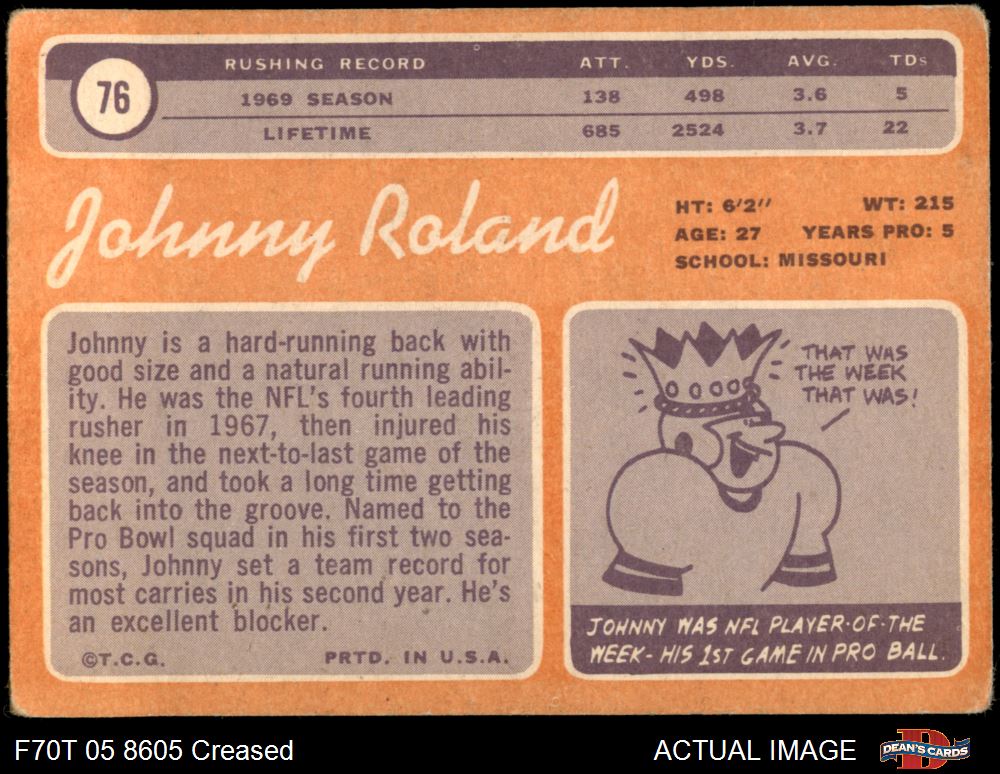 76
RUSHING RECORD ATT. YDS. AVG. TDs
1969 SEASON 138 498 3.6 5
LIFETIME 685 2524 3.7 22
Johnny Roland
HT: 6'2'' WT: 215
AGE: 27 YEARS PRO: 5
SCHOOL: MISSOURI
Johnny is a hard-running back with
good size and a natural running abil-
ity. He was the NFL's fourth leading
rusher in 1967, then injured his
knee in the next-to-last game of the
season, and took a long time getting
back into the groove. Named to the
Pro Bowl squad in his first two sea-
sons, Johnny set a team record for
most carries in his second year. He's
an excellent blocker.
©T.C.G. PRTD. IN U.S.A.
THAT WAS
THE WEEK
THAT WAS!
JOHNNY WAS NFL PLAYER-OF-THE
WEEK- HIS 1ST GAME IN PRO BALL.
F70T 05 8605 Creased
ACTUAL IMAGE
DEAN'S CARDS